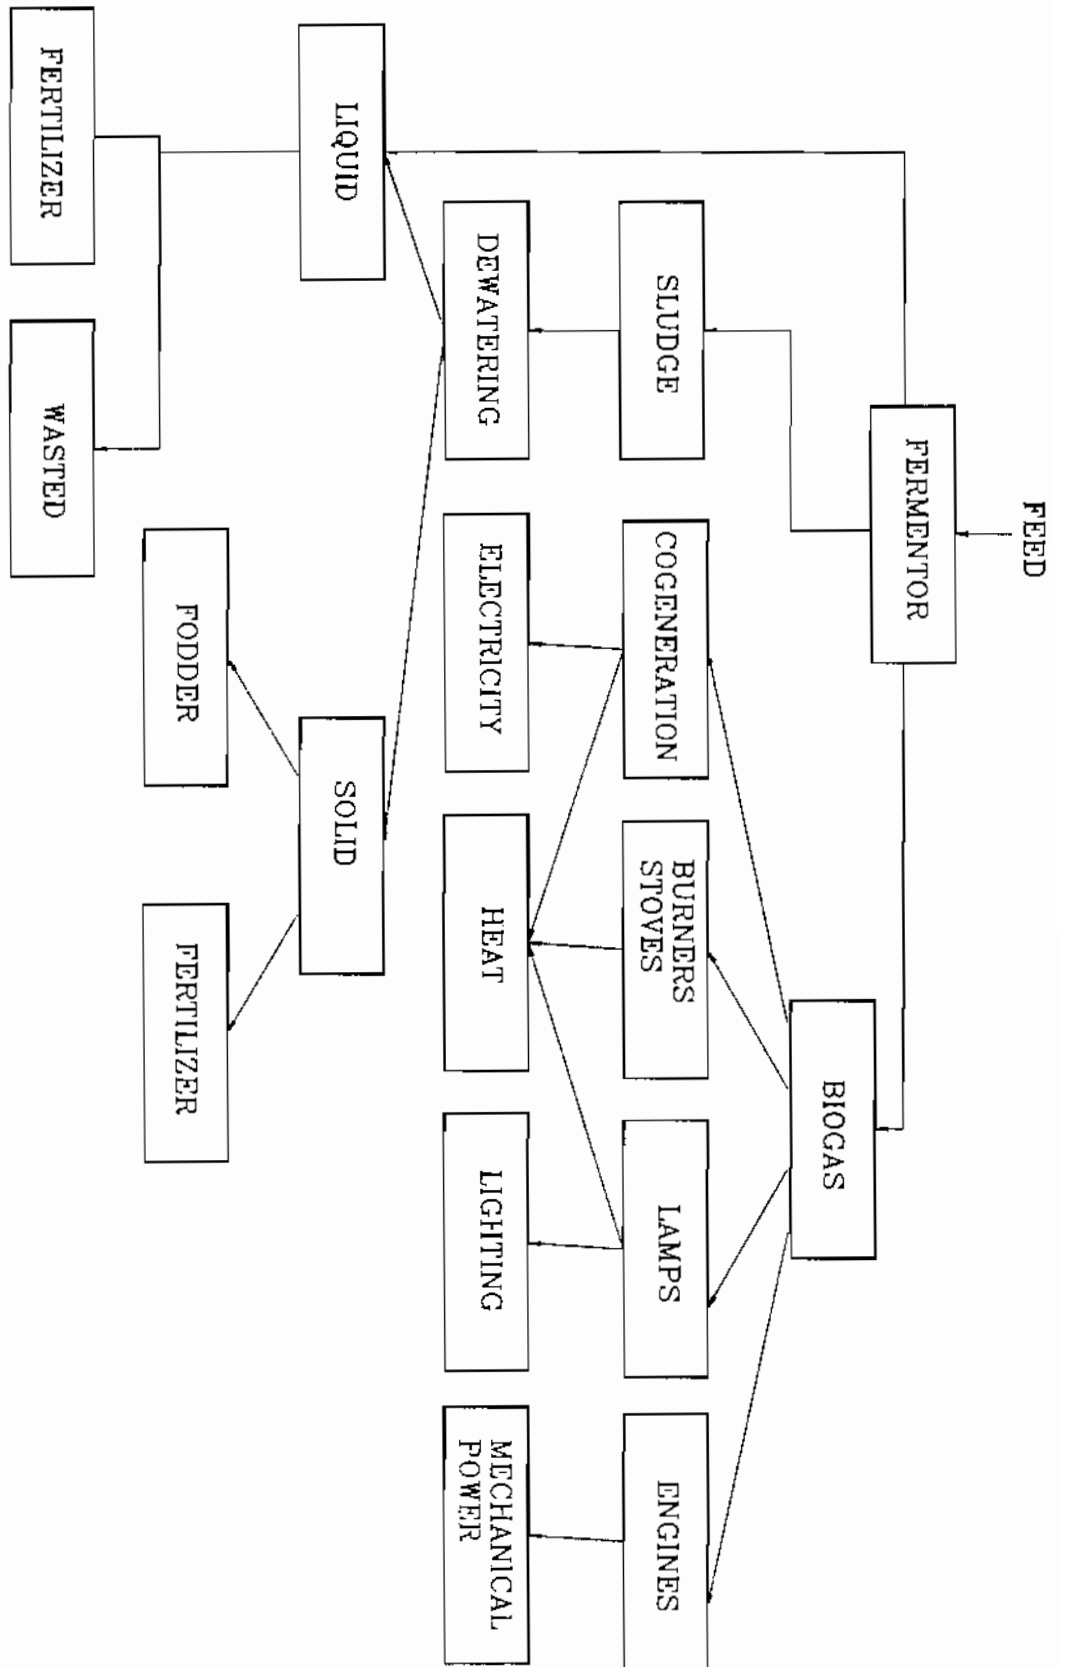 FEED
FERMENTOR
BIOGAS
SLUDGE
COGENERATION
BURNERS
STOVES
LAMPS
ENGINES
DEWATERING
ELECTRICITY
HEAT
LIGHTING
MECHANICAL
POWER
LIQUID
SOLID
FODDER
FERTILIZER
FERTILIZER
WASTED